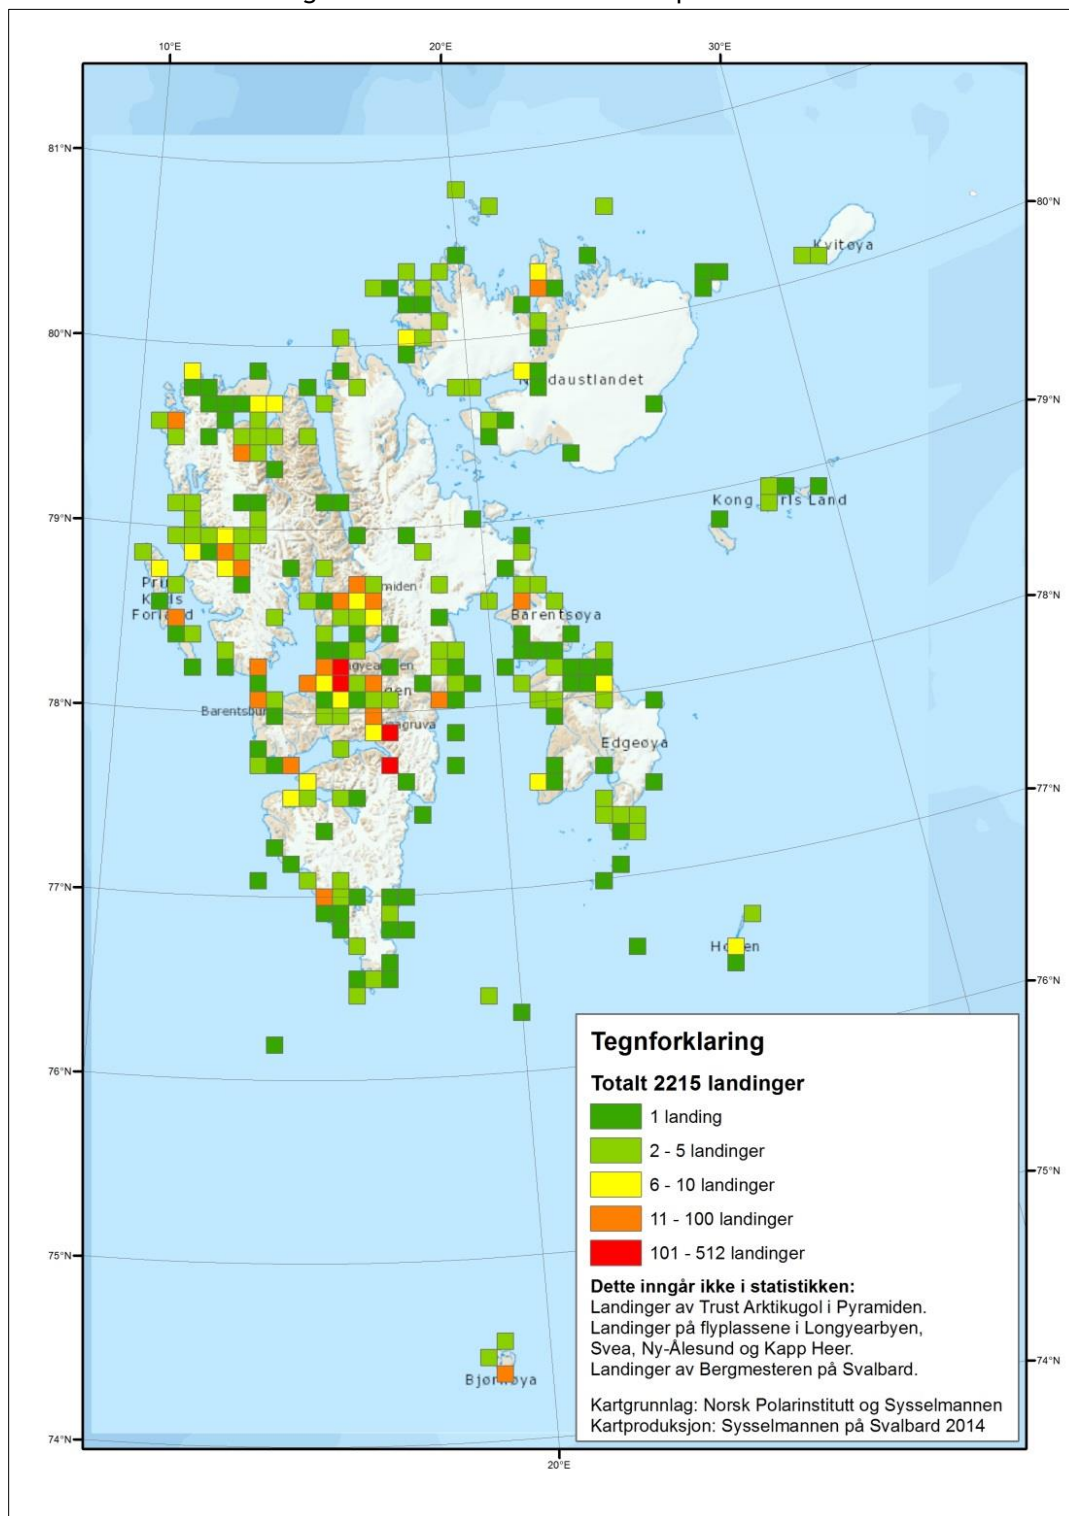 10°E 20°E 30°E
81°N
80°N
Kvitøya
80°N
Nordaustlandet
79°N
Kong Karls Land
79°N
78°N
Prins
Karls
Forland
Barentsøya
78°N
Barentsburg
Edgeøya
77°N
77°N
Hopen
76°N
76°N
75°N
75°N
74°N
74°N
Bjørnøya
20°E
Tegnforklaring
Totalt 2215 landinger
1 landing
2 - 5 landinger
6 - 10 landinger
11 - 100 landinger
101 - 512 landinger
Dette inngår ikke i statistikken:
Landinger av Trust Arktikugol i Pyramiden.
Landinger på flyplassene i Longyearbyen,
Svea, Ny-Ålesund og Kapp Heer.
Landinger av Bergmesteren på Svalbard.
Kartgrunnlag: Norsk Polarinstitutt og Sysselmannen
Kartproduksjon: Sysselmannen på Svalbard 2014